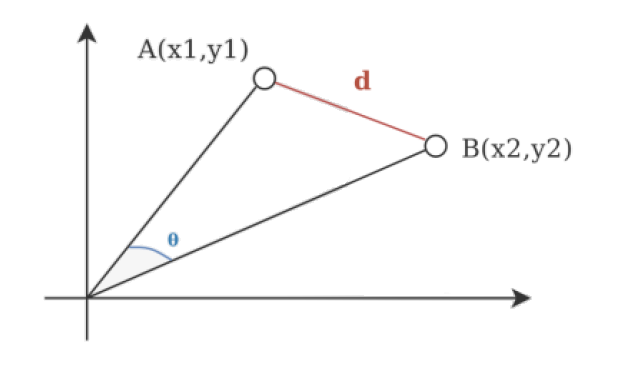 A(x1,y1)
d
B(x2,y2)
θ